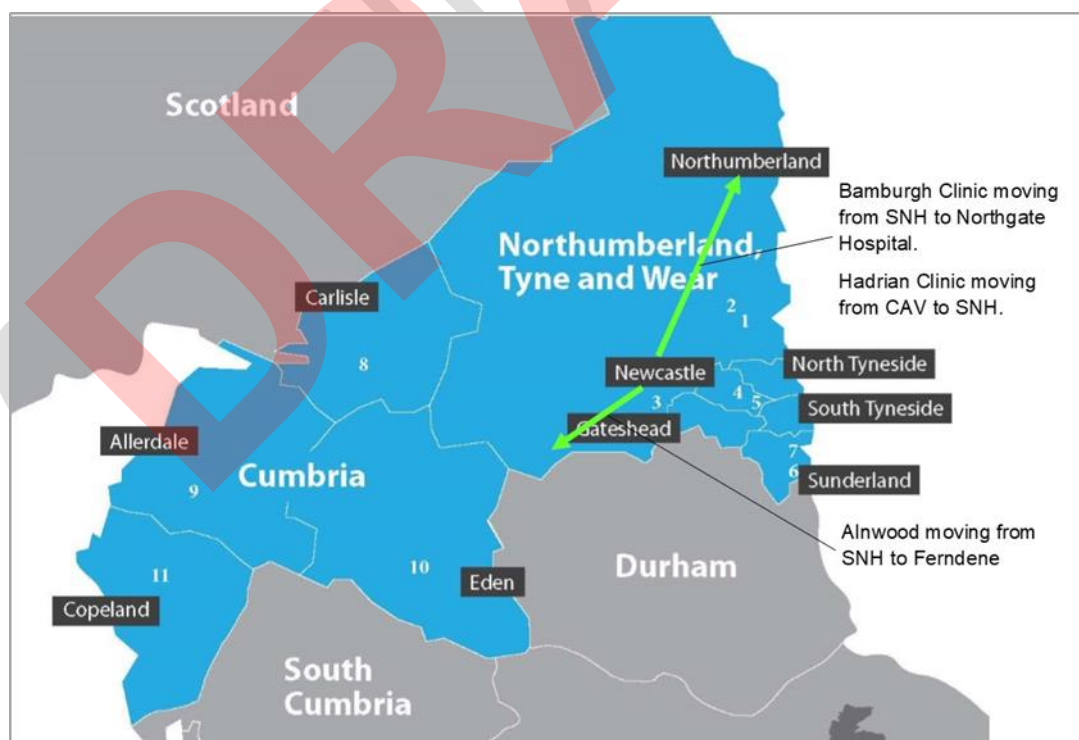 DRA
Scotland
Northumberland
Bamburgh Clinic moving
from SNH to Northgate
Hospital.
Hadrian Clinic moving
from CAV to SNH.
Northumberland,
Tyne and Wear
Carlisle
2
1
8
Newcastle
North Tyneside
3
4
5
South Tyneside
Gateshead
Allerdale
Cumbria
7
6
Sunderland
9
Alnwood moving from
SNH to Ferndene
10
Eden
Durham
11
Copeland
South
Cumbria